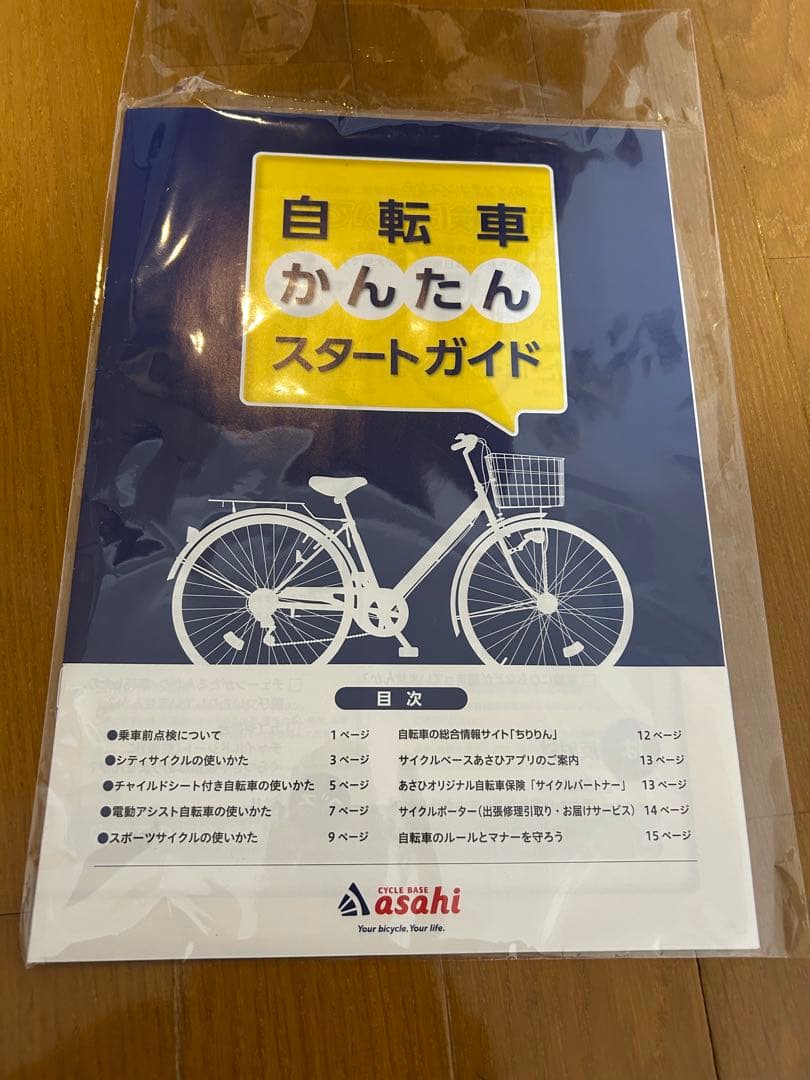 自転車
かんたん
スタートガイド
目次
●乗車前点検について 1ページ
●シティサイクルの使いかた 3ページ
●チャイルドシート付き自転車の使いかた 5ページ
●電動アシスト自転車の使いかた 7ページ
●スポーツサイクルの使いかた 9ページ
自転車の総合情報サイト「ちりりん」 12ページ
サイクルベースあさひアプリのご案内 13ページ
あさひオリジナル自転車保険「サイクルパートナー」 13ページ
サイクルポーター(出張修理引取り・お届けサービス) 14ページ
自転車のルールとマナーを守ろう 15ページ
CYCLE BASE
asahi
Your bicycle, Your life.